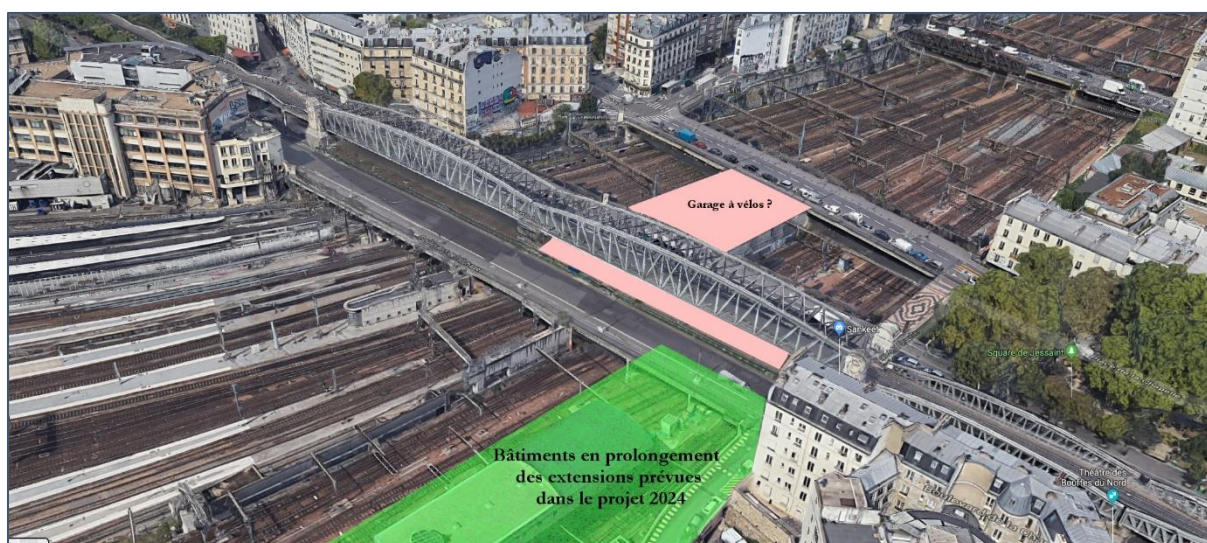 Garage à vélos ?
Sankeet
Square de Jessaint
Bâtiments en prolongement
des extensions prévues
dans le projet 2024
Théâtre des
Bouffes du Nord